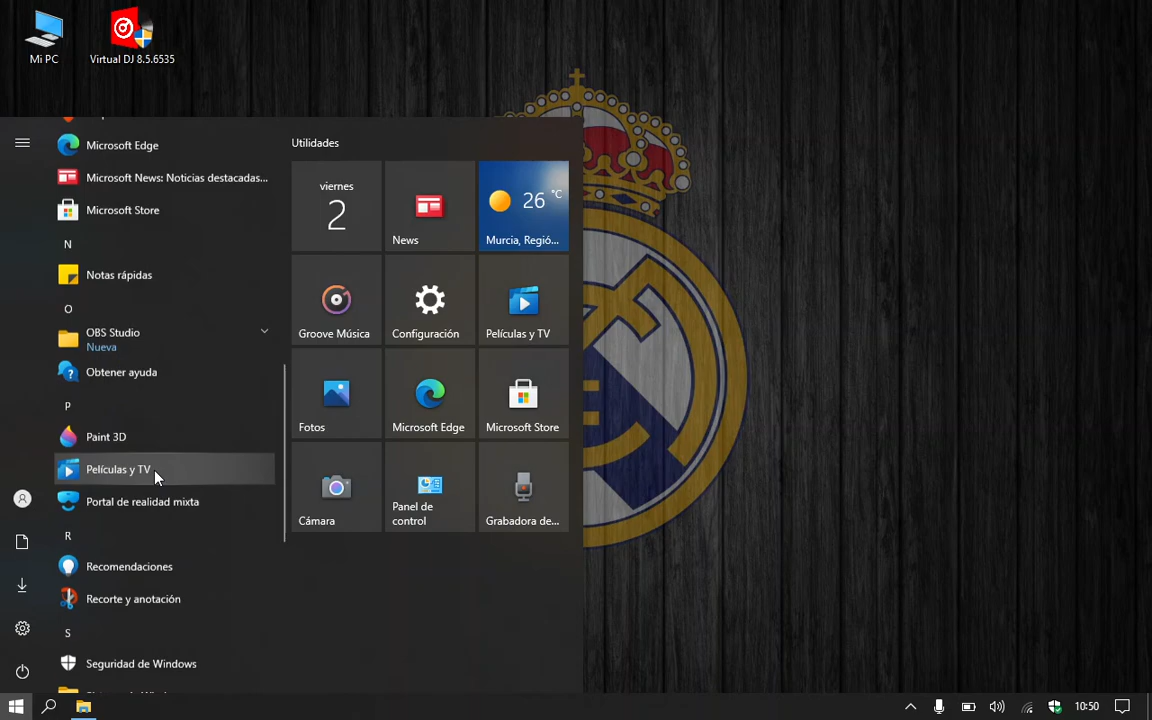 Mi PC
Virtual DJ 8.5.6535
Microsoft Edge
Microsoft News: Noticias destacadas...
Microsoft Store
N
Notas rápidas
O
OBS Studio
Nueva
Obtener ayuda
P
Paint 3D
Películas y TV
Portal de realidad mixta
R
Recomendaciones
Recorte y anotación
S
Seguridad de Windows
Utilidades
viernes
2
News
26 °C
Murcia, Regió...
Groove Música
Configuración
Películas y TV
Fotos
Microsoft Edge
Microsoft Store
Cámara
Panel de
control
Grabadora de...
10:50